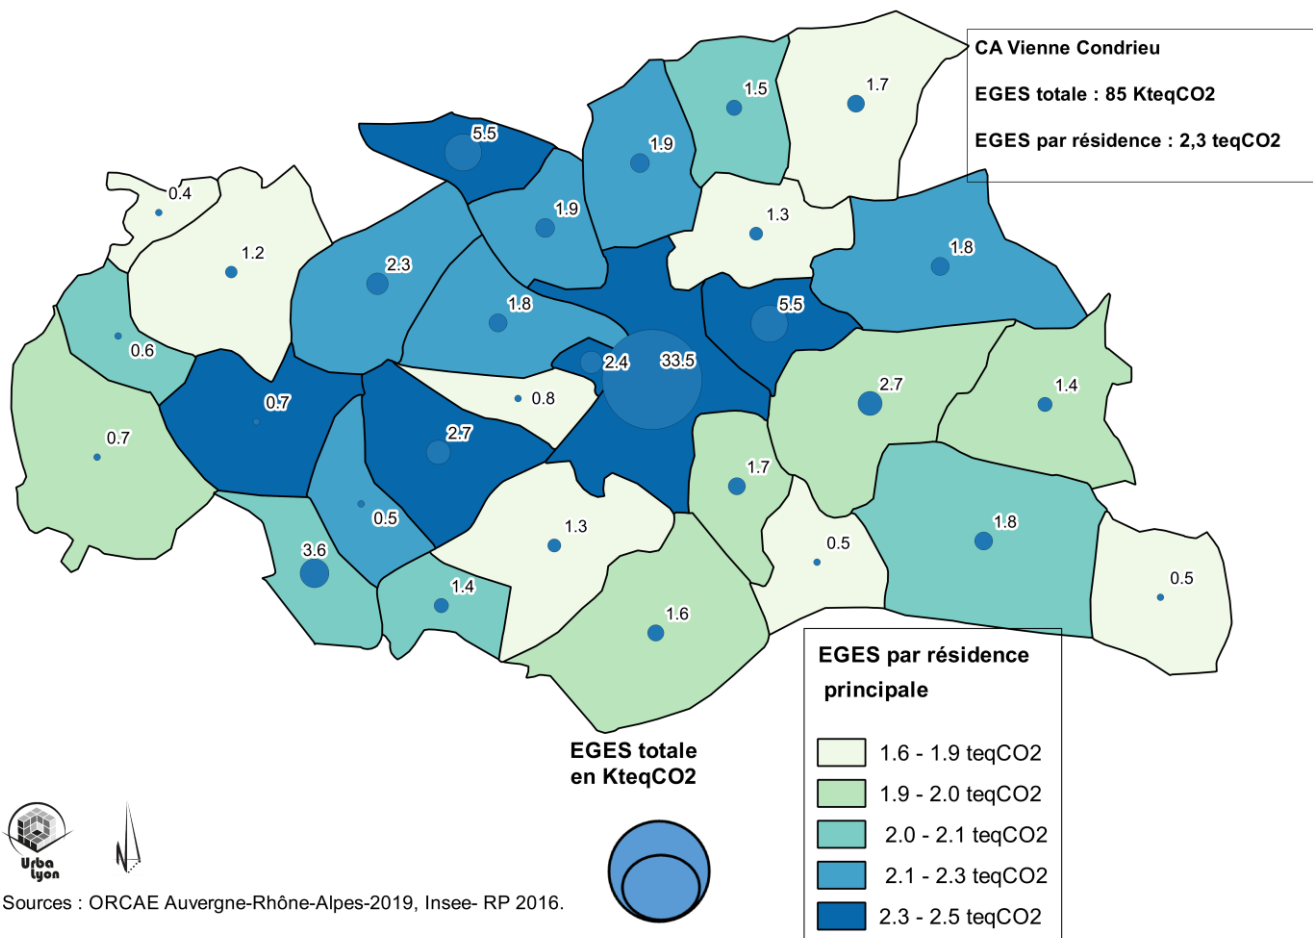 CA Vienne Condrieu
EGES totale : 85 KteqCO2
EGES par résidence : 2,3 teqCO2
1.5
1.7
5.5
1.9
0.4
1.9
1.3
1.2
1.8
2.3
1.8
5.5
0.6
2.4
33.5
2.7
1.4
0.7
0.8
0.7
2.7
1.7
0.5
1.3
1.8
0.5
3.6
1.4
0.5
1.6
EGES totale
en KteqCO2
EGES par résidence
principale
1.6 - 1.9 teqCO2
1.9 - 2.0 teqCO2
2.0 - 2.1 teqCO2
2.1 - 2.3 teqCO2
2.3 - 2.5 teqCO2
Urba
Lyon
N
Sources : ORCAE Auvergne-Rhône-Alpes-2019, Insee- RP 2016.